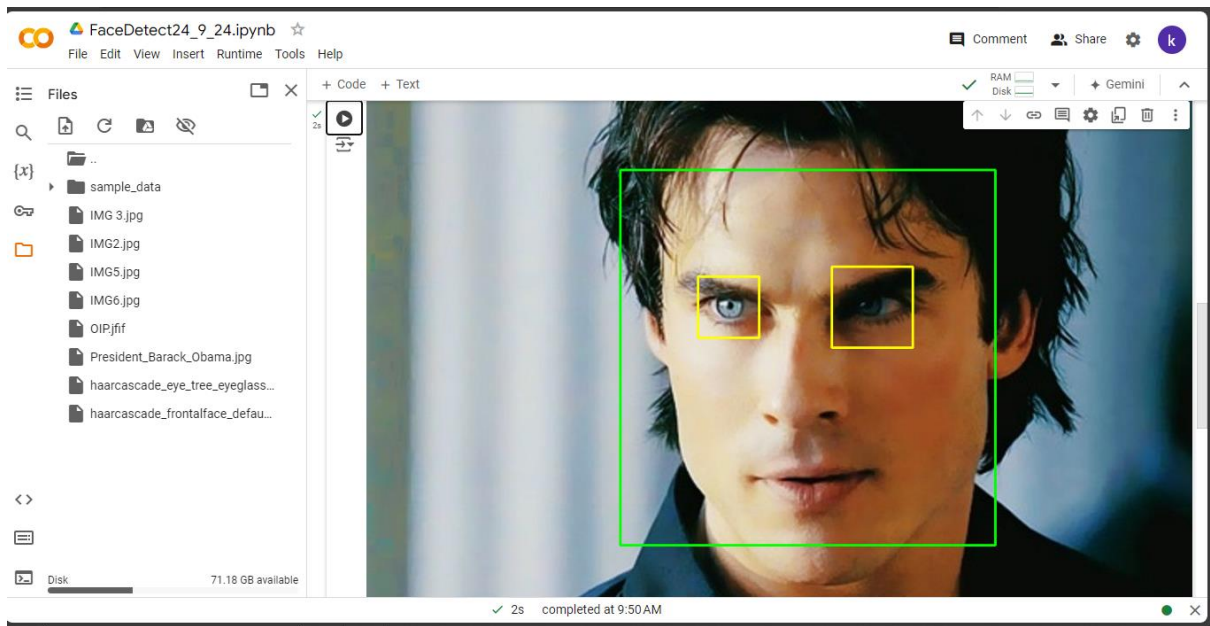 FaceDetect24_9_24.ipynb
File Edit View Insert Runtime Tools Help
Comment Share k
Files
+ Code + Text
RAM
Disk
Gemini
2s
{x}
..
sample_data
IMG 3.jpg
IMG2.jpg
IMG5.jpg
IMG6.jpg
OIP.jfif
President_Barack_Obama.jpg
haarcascade_eye_tree_eyeglass...
haarcascade_frontalface_defau...
Disk 71.18 GB available
2s completed at 9:50 AM